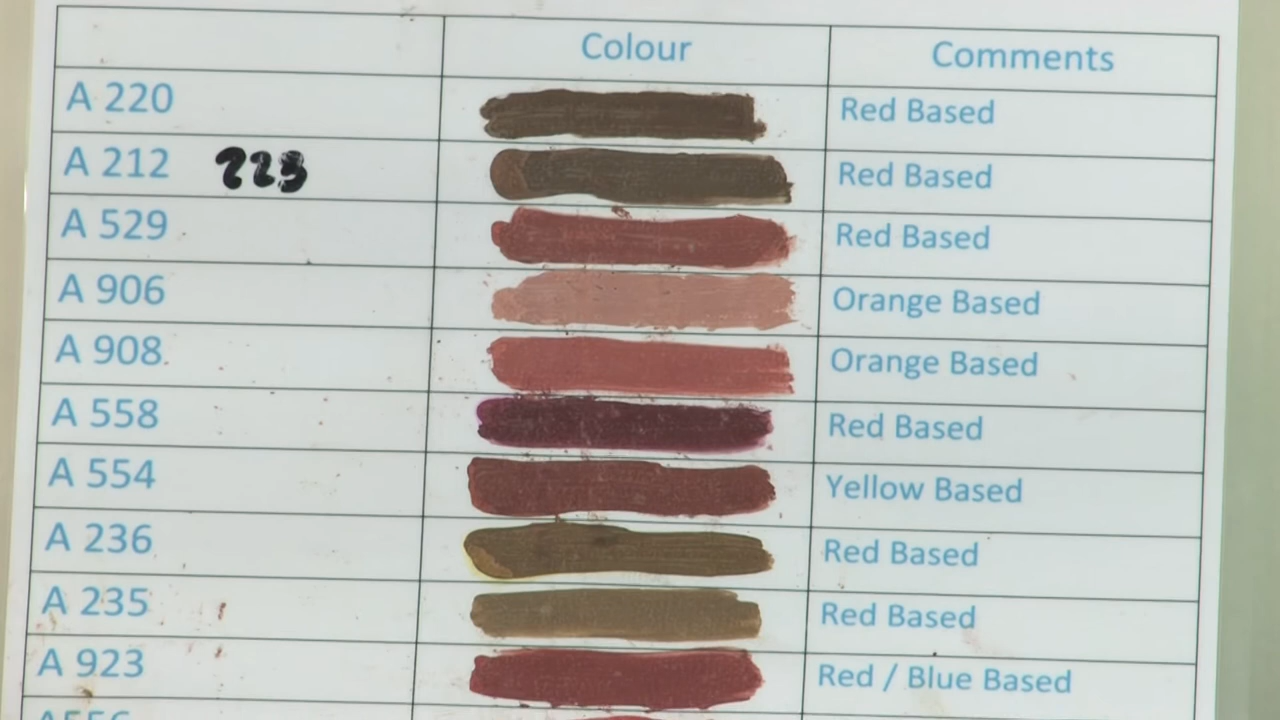 Colour Comments
A 220 Red Based
A 212 223 Red Based
A 529 Red Based
A 906 Orange Based
A 908 Orange Based
A 558 Red Based
A 554 Yellow Based
A 236 Red Based
A 235 Red Based
A 923 Red / Blue Based